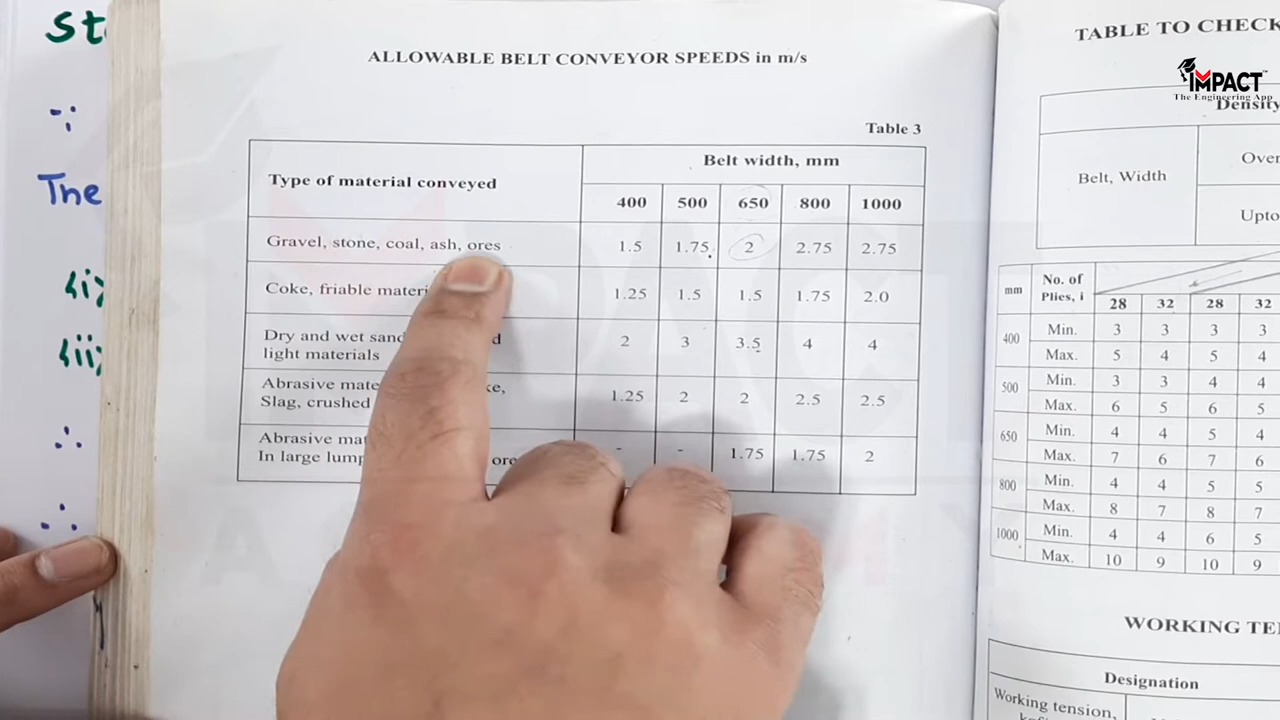 St
∵
The
(i)
(ii)
∴
∴
ALLOWABLE BELT CONVEYOR SPEEDS in m/s
Table 3
Type of material conveyed
Belt width, mm
400 500 650 800 1000
Gravel, stone, coal, ash, ores 1.5 1.75 2 2.75 2.75
Coke, friable 1.25 1.5 1.5 1.75 2.0
Dry and wet 2 3 3.5 4 4
light materials
Abrasive 1.25 2 2 2.5 2.5
Slag, crushed
Abrasive - - 1.75 1.75 2
In large
TABLE TO CHECK
IMPACT
The Engineering App
Density
Belt, Width
Upto
mm No. of Plies, i 28 32 28 32
400 Min. 3 3 3 3
Max. 5 4 5 4
500 Min. 3 3 4 4
Max. 6 5 6 5
650 Min. 4 4 5 4
Max. 7 6 7 6
800 Min. 4 4 5 5
Max. 8 7 8 7
1000 Min. 4 4 6 5
Max. 10 9 10 9
WORKING
Designation
Working tension,